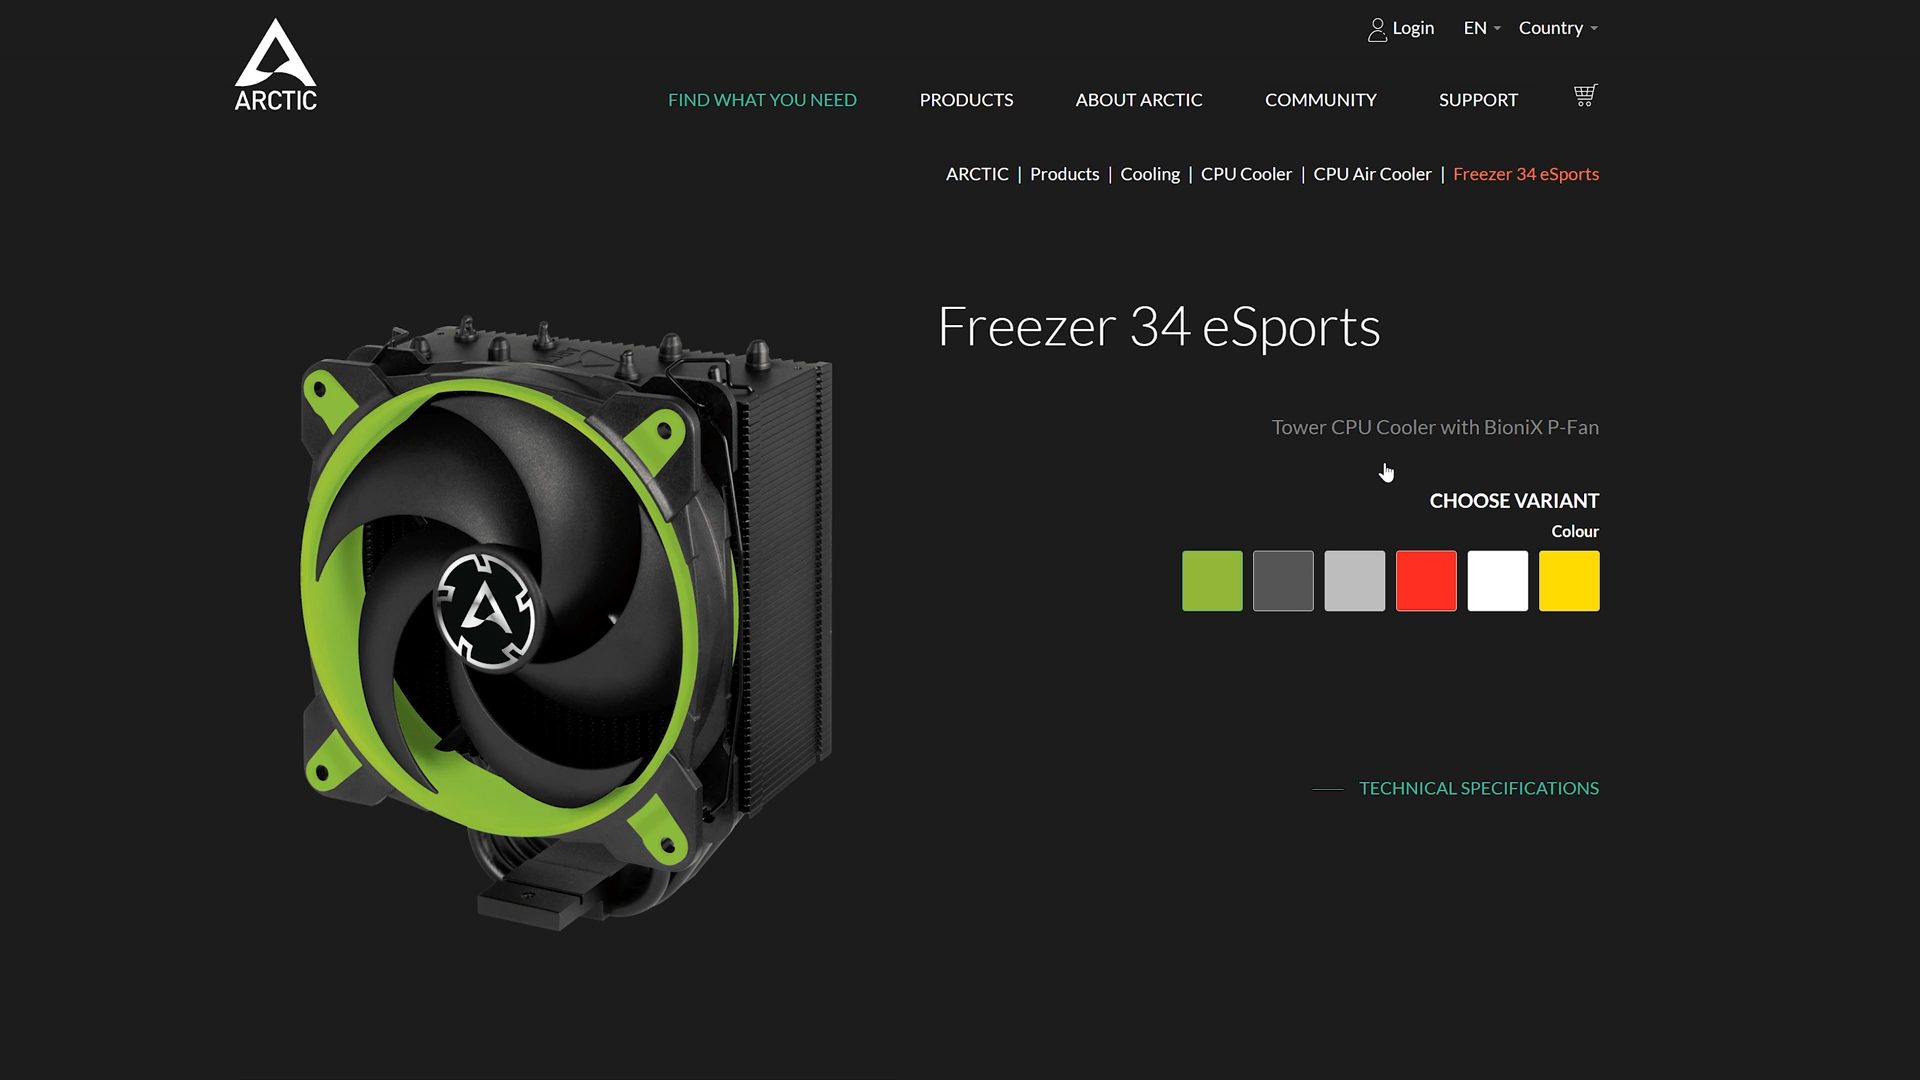 ARCTIC
Login EN Country
FIND WHAT YOU NEED PRODUCTS ABOUT ARCTIC COMMUNITY SUPPORT
ARCTIC | Products | Cooling | CPU Cooler | CPU Air Cooler | Freezer 34 eSports
Freezer 34 eSports
Tower CPU Cooler with BioniX P-Fan
CHOOSE VARIANT
Colour
TECHNICAL SPECIFICATIONS